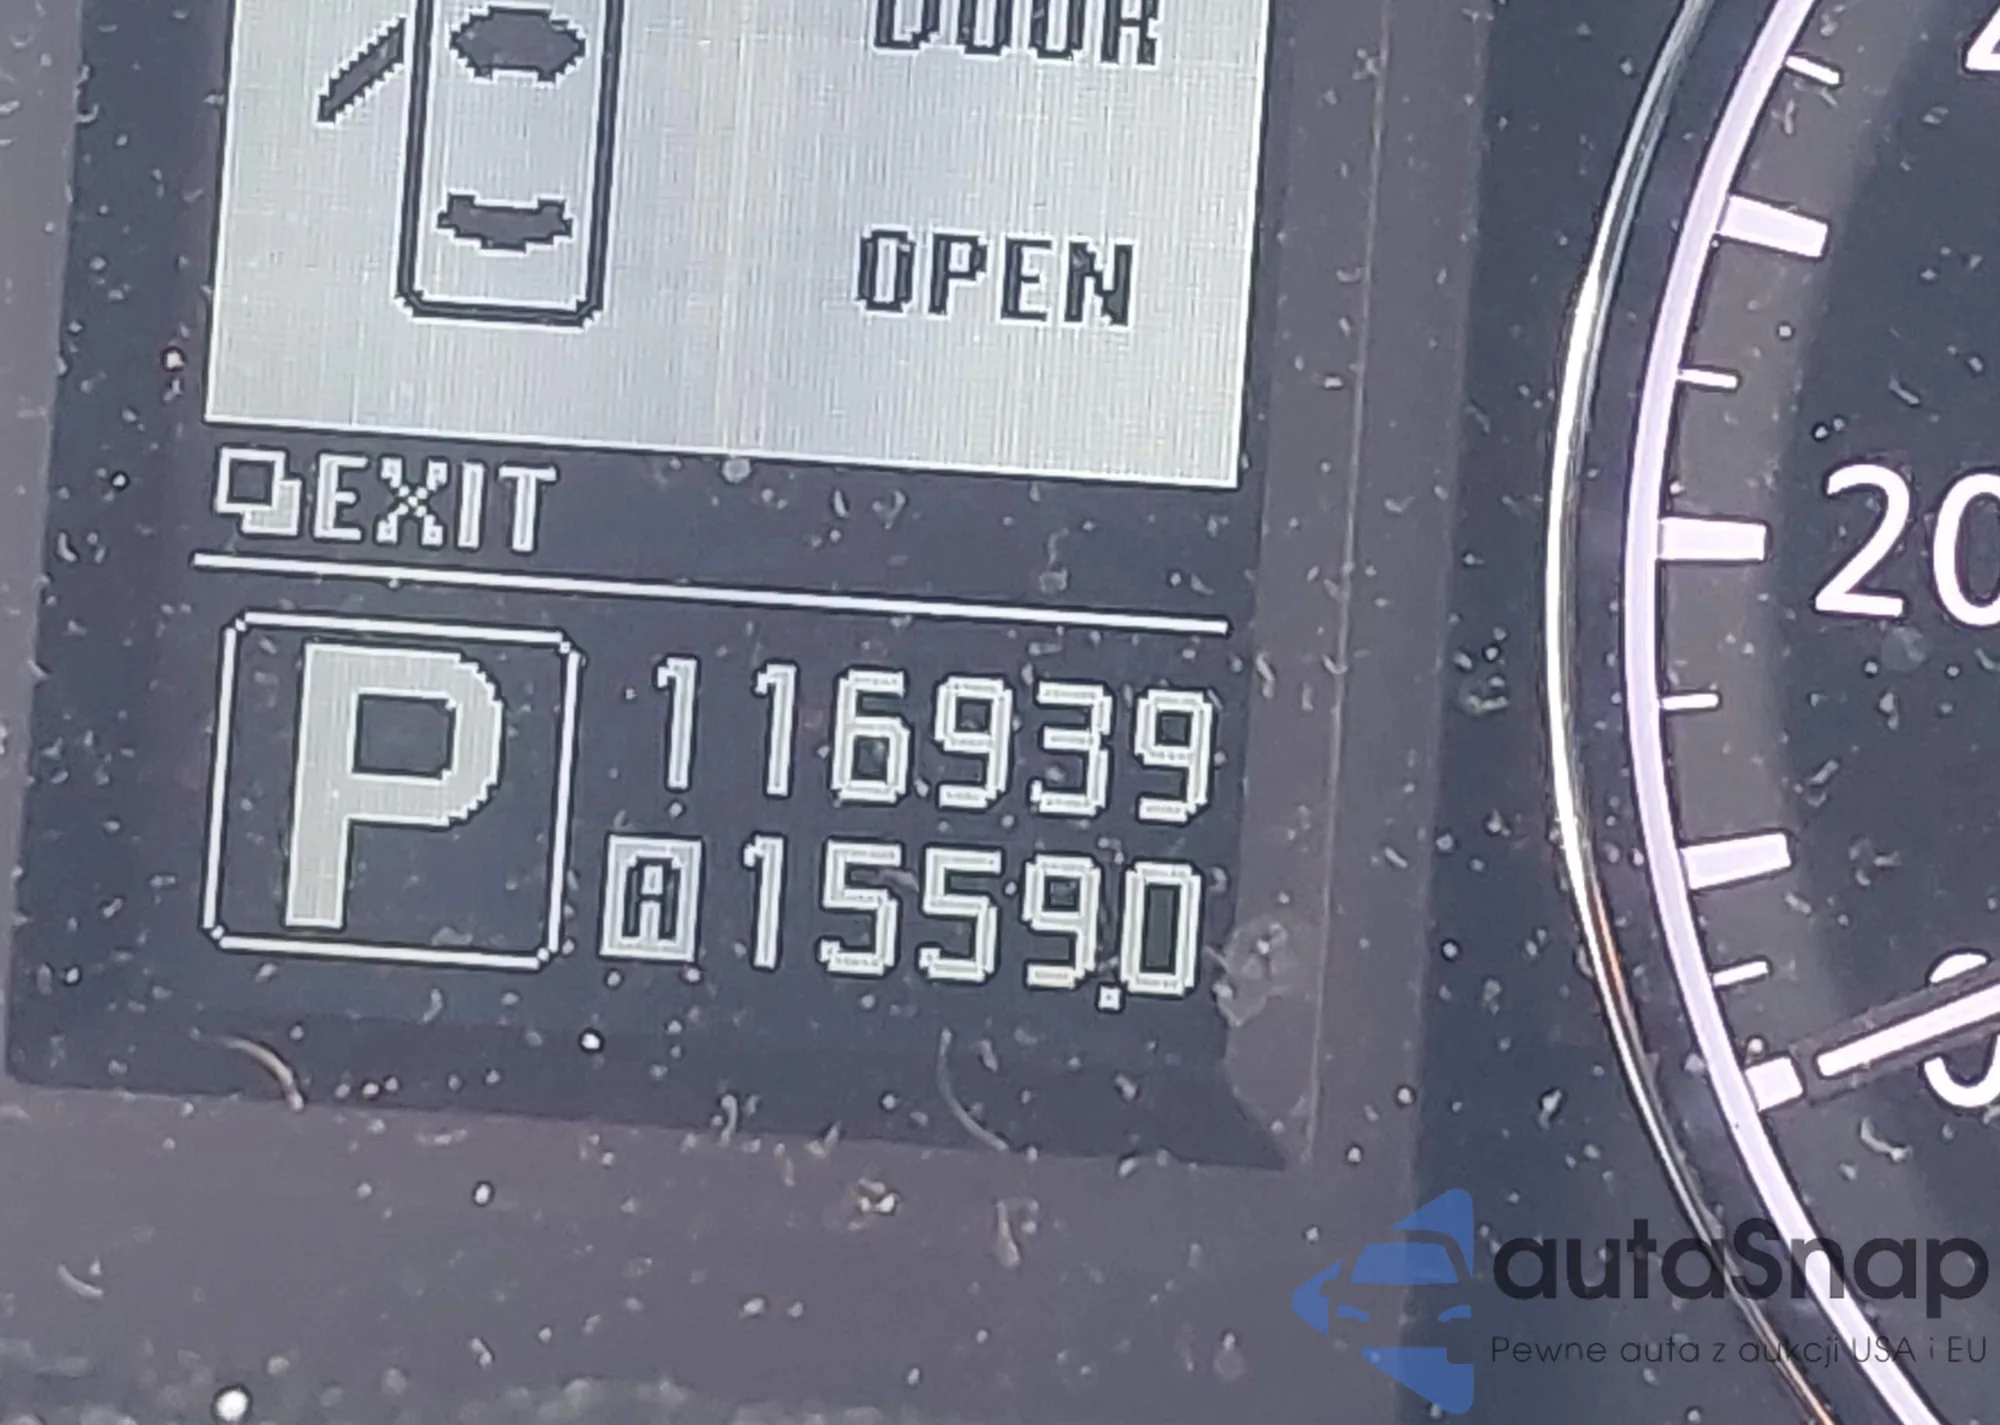 DOOR
OPEN
EXIT
20
P
116939
A 1559.0
autaSnap
Pewne auta z aukcji USA i EU